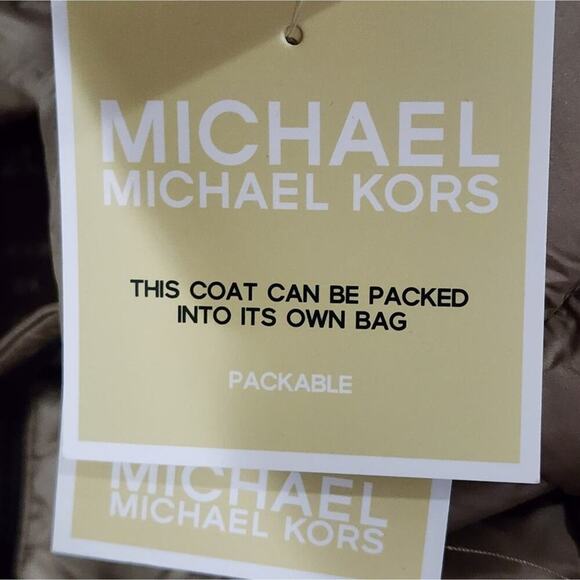 MICHAEL
MICHAEL KORS
THIS COAT CAN BE PACKED
INTO ITS OWN BAG
PACKABLE
MICHAEL
MICHAEL KORS